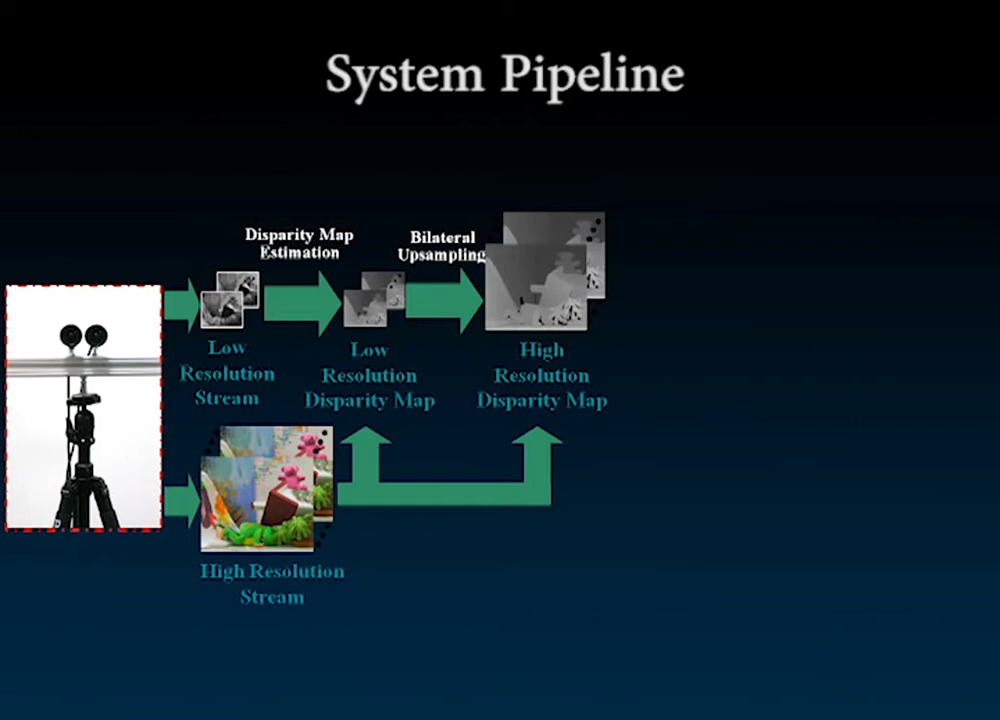 System Pipeline
Disparity Map
Estimation
Bilateral
Upsampling
Low
Resolution
Stream
Low
Resolution
Disparity Map
High
Resolution
Disparity Map
High Resolution
Stream